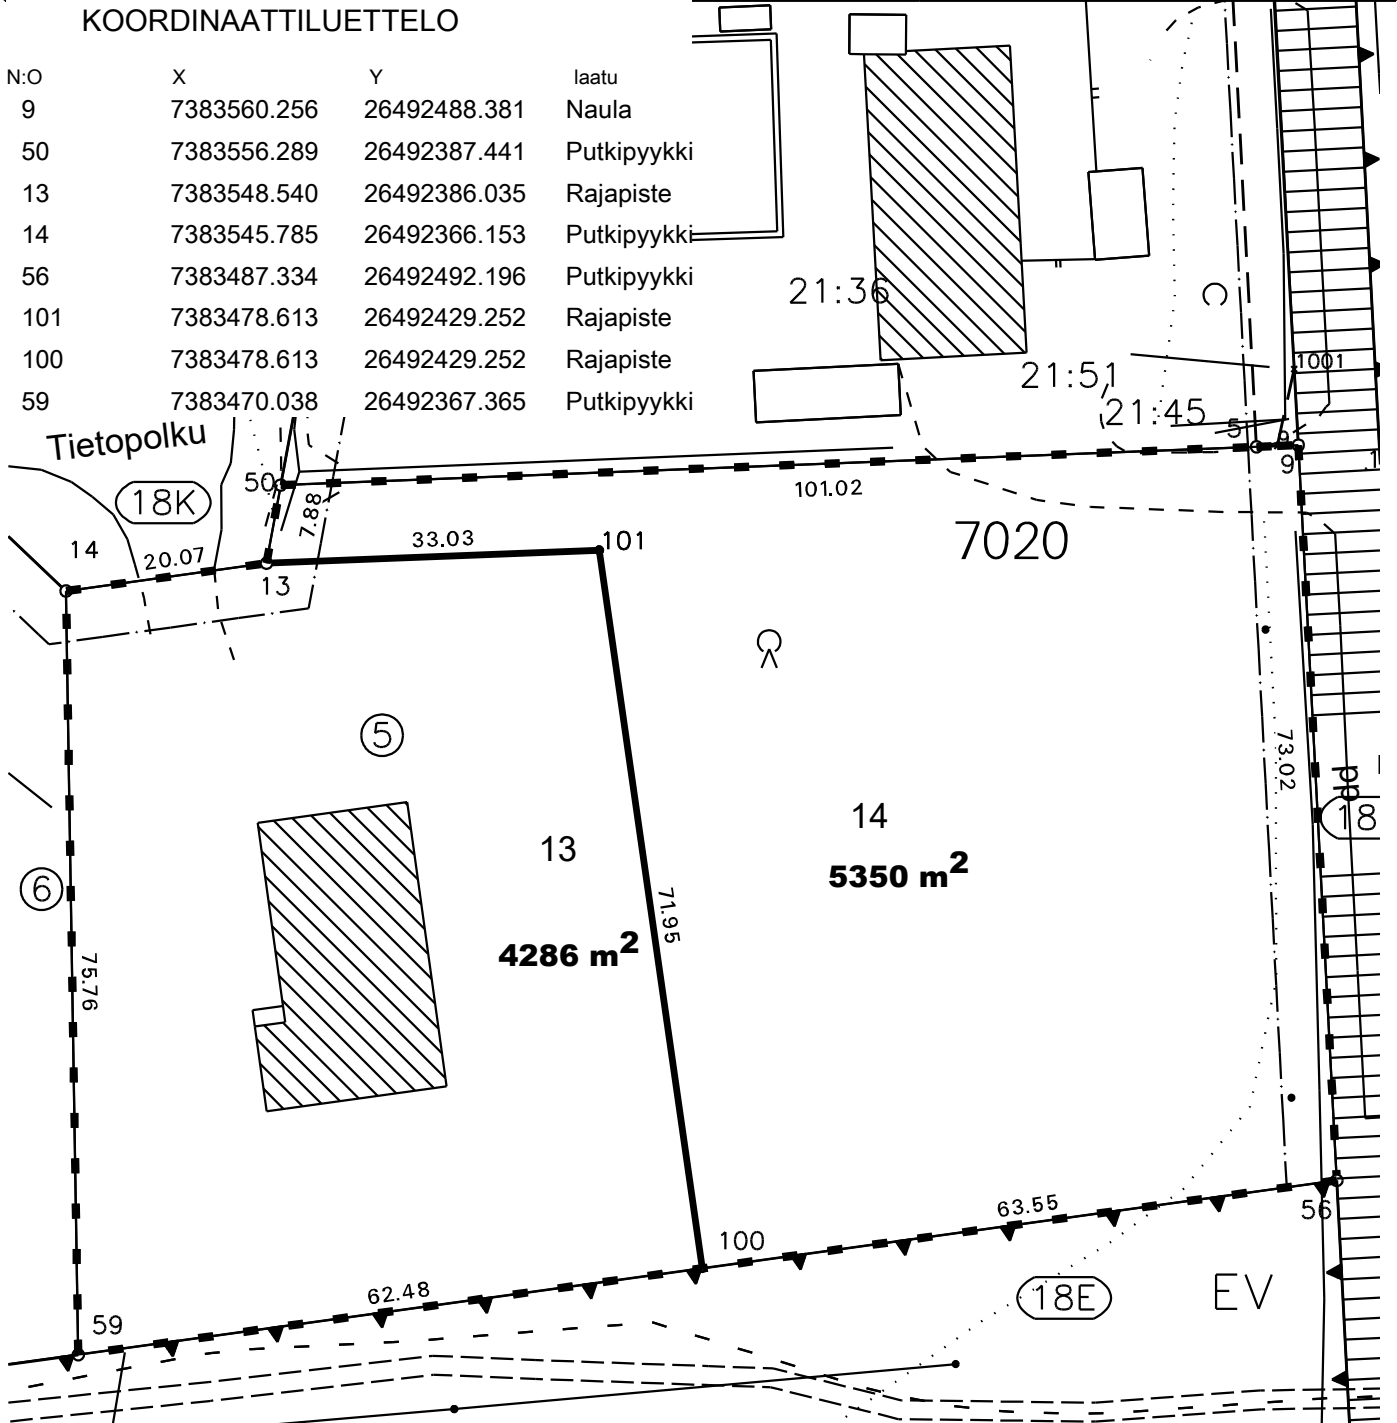 KOORDINAATTILUETTELO
N:O X Y laatu
9 7383560.256 26492488.381 Naula
50 7383556.289 26492387.441 Putkipyykki
13 7383548.540 26492386.035 Rajapiste
14 7383545.785 26492366.153 Putkipyykki
56 7383487.334 26492492.196 Putkipyykki
101 7383478.613 26492429.252 Rajapiste
100 7383478.613 26492429.252 Rajapiste
59 7383470.038 26492367.365 Putkipyykki
21:36
21:51
1001
21:45
Tietopolku
5
9
50
18K
101.02
7.88
33.03
101
7020
14
20.07
13
5
73.02
pp
18
14
13
5350 m²
6
71.95
4286 m²
75.76
63.55
56
100
62.48
18E
EV
59